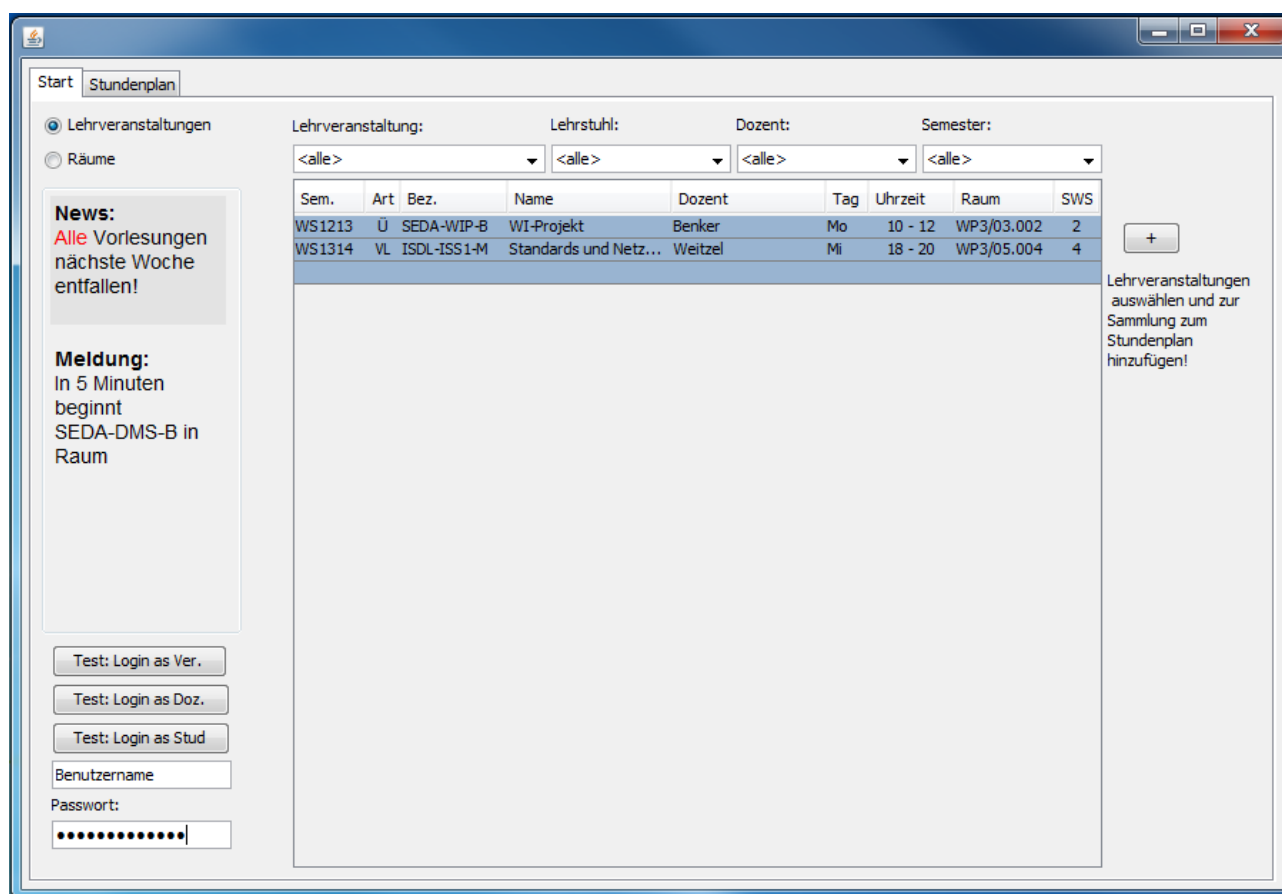 Start Stundenplan
Lehrveranstaltungen
Räume
News:
Alle Vorlesungen
nächste Woche
entfallen!
Meldung:
In 5 Minuten
beginnt
SEDA-DMS-B in
Raum
Test: Login as Ver.
Test: Login as Doz.
Test: Login as Stud
Benutzername
Passwort:
Lehrveranstaltung: Lehrstuhl: Dozent: Semester:
<alle> <alle> <alle> <alle>
Sem. Art Bez. Name Dozent Tag Uhrzeit Raum SWS
WS1213 Ü SEDA-WIP-B WI-Projekt Benker Mo 10 - 12 WP3/03.002 2
WS1314 VL ISDL-ISS1-M Standards und Netz... Weitzel Mi 18 - 20 WP3/05.004 4
+
Lehrveranstaltungen
auswählen und zur
Sammlung zum
Stundenplan
hinzufügen!